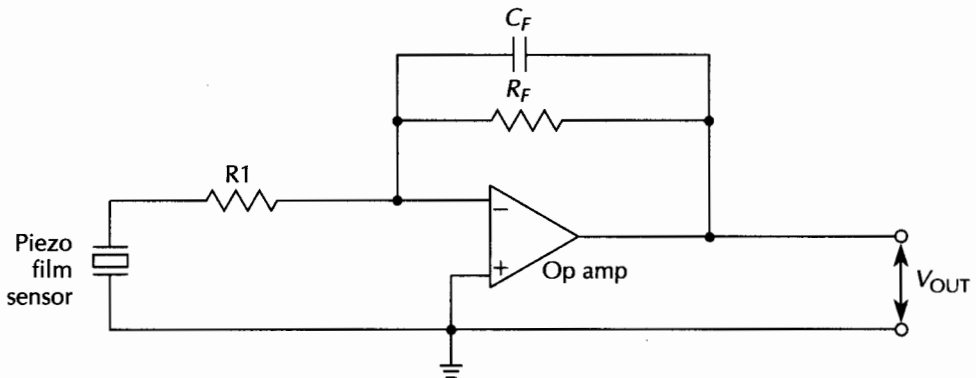 C_F
R_F
R1
−
+
Op amp
Piezo
film
sensor
V_OUT